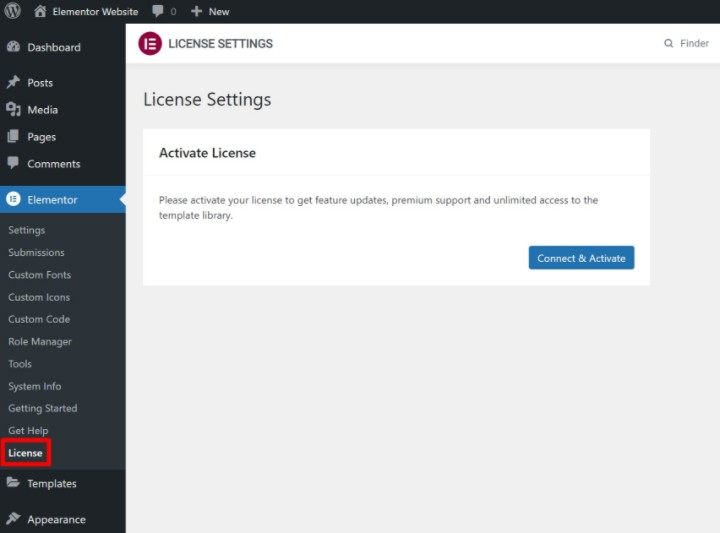 Elementor Website 0 New
LICENSE SETTINGS
Finder
Dashboard
Posts
Media
Pages
Comments
Elementor
Settings
Submissions
Custom Fonts
Custom Icons
Custom Code
Role Manager
Tools
System Info
Getting Started
Get Help
License
Templates
Appearance
License Settings
Activate License
Please activate your license to get feature updates, premium support and unlimited access to the
template library.
Connect & Activate